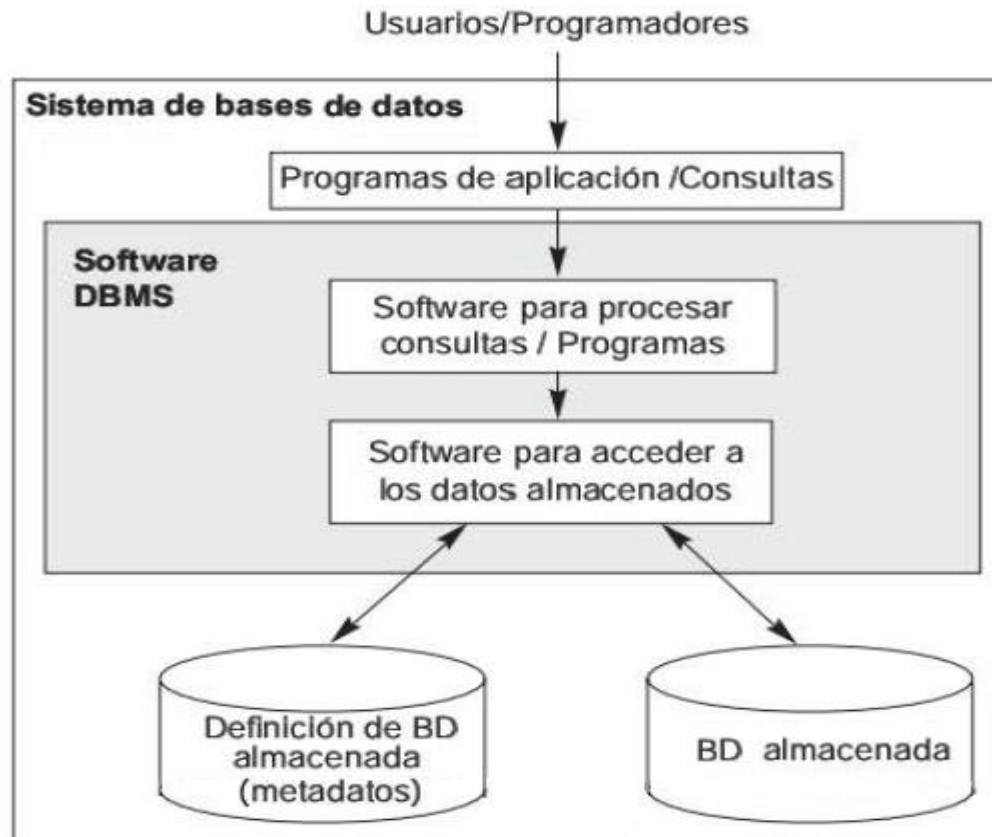 Usuarios/Programadores
Sistema de bases de datos
Programas de aplicación /Consultas
Software
DBMS
Software para procesar
consultas / Programas
Software para acceder a
los datos almacenados
Definición de BD
almacenada
(metadatos)
BD almacenada